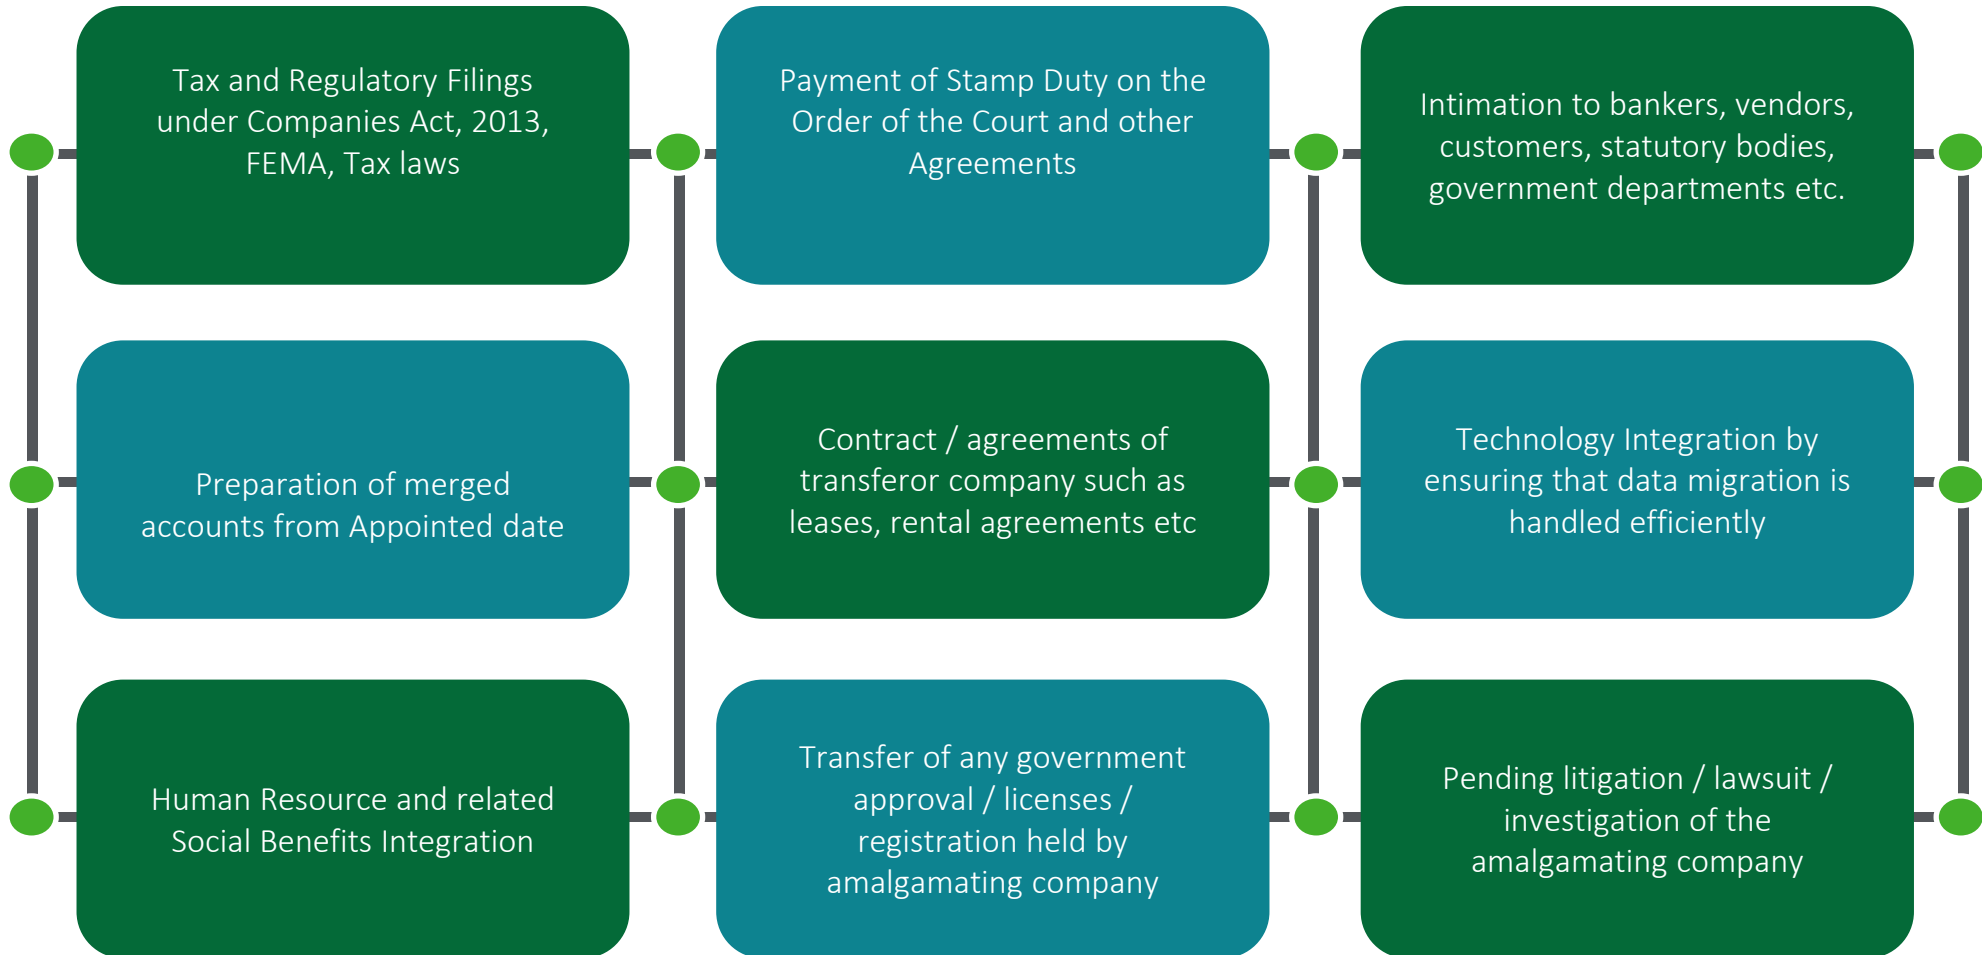 Tax and Regulatory Filings
under Companies Act, 2013,
FEMA, Tax laws
Payment of Stamp Duty on the
Order of the Court and other
Agreements
Intimation to bankers, vendors,
customers, statutory bodies,
government departments etc.
Preparation of merged
accounts from Appointed date
Contract / agreements of
transferor company such as
leases, rental agreements etc
Technology Integration by
ensuring that data migration is
handled efficiently
Human Resource and related
Social Benefits Integration
Transfer of any government
approval / licenses /
registration held by
amalgamating company
Pending litigation / lawsuit /
investigation of the
amalgamating company